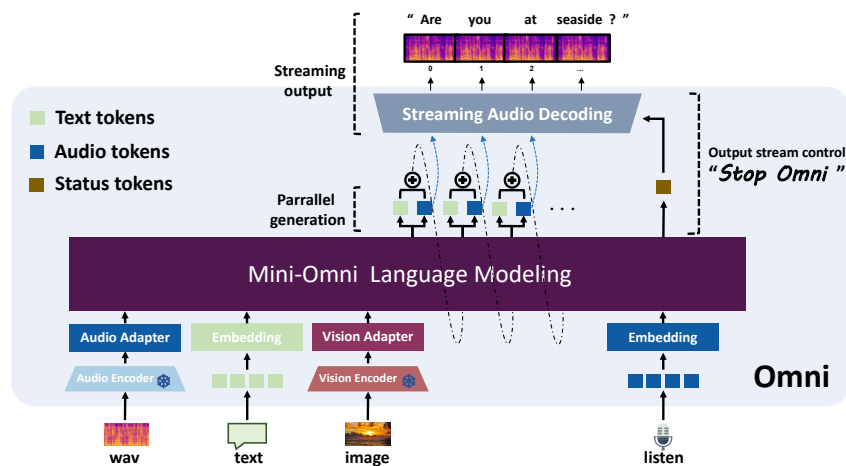 “ Are you at seaside ? ”
0 1 2 ...
Streaming
output
Streaming Audio Decoding
Text tokens
Audio tokens
Status tokens
Output stream control
“Stop Omni ”
Parrallel
generation
. . .
Mini-Omni Language Modeling
Audio Adapter
Embedding
Vision Adapter
Embedding
Audio Encoder
Vision Encoder
Omni
wav
text
image
listen